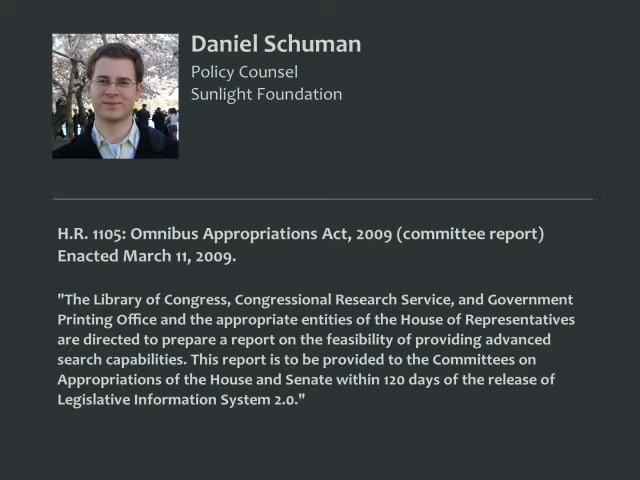 Daniel Schuman
Policy Counsel
Sunlight Foundation
H.R. 1105: Omnibus Appropriations Act, 2009 (committee report)
Enacted March 11, 2009.
"The Library of Congress, Congressional Research Service, and Government
Printing Office and the appropriate entities of the House of Representatives
are directed to prepare a report on the feasibility of providing advanced
search capabilities. This report is to be provided to the Committees on
Appropriations of the House and Senate within 120 days of the release of
Legislative Information System 2.0."